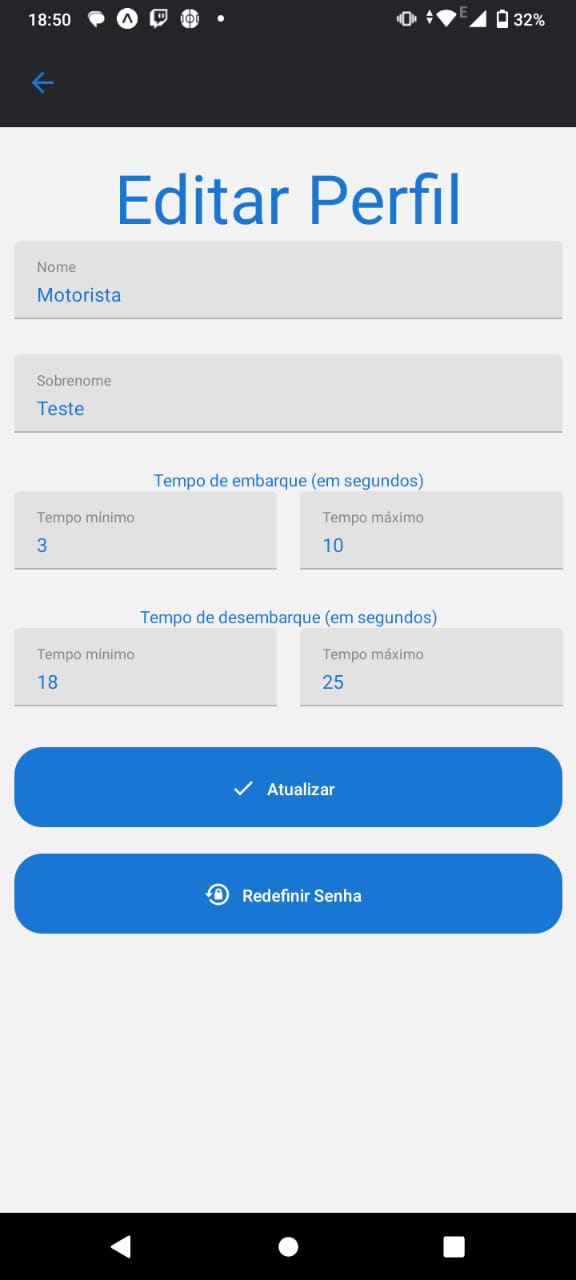 18:50 E 32%
Editar Perfil
Nome
Motorista
Sobrenome
Teste
Tempo de embarque (em segundos)
Tempo mínimo Tempo máximo
3 10
Tempo de desembarque (em segundos)
Tempo mínimo Tempo máximo
18 25
Atualizar
Redefinir Senha